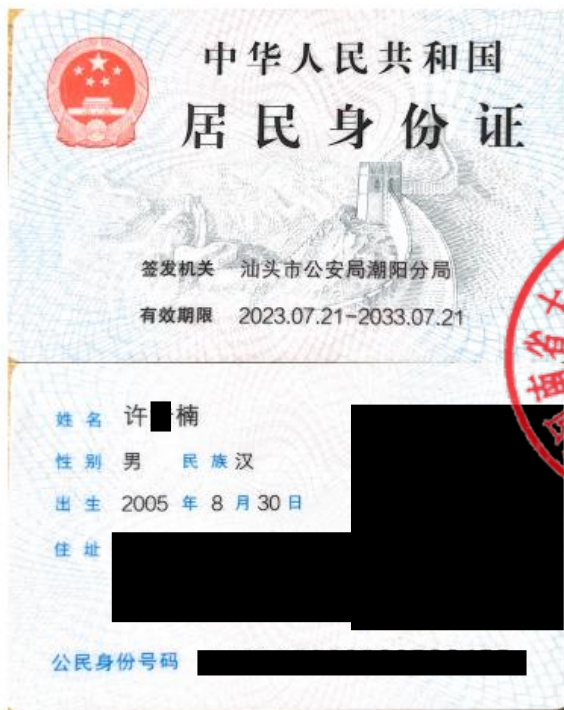 中华人民共和国
居民身份证
签发机关 汕头市公安局潮阳分局
有效期限 2023.07.21-2033.07.21
姓名 许 楠
性别 男 民族 汉
出生 2005 年 8 月 30 日
住址
公民身份号码
省